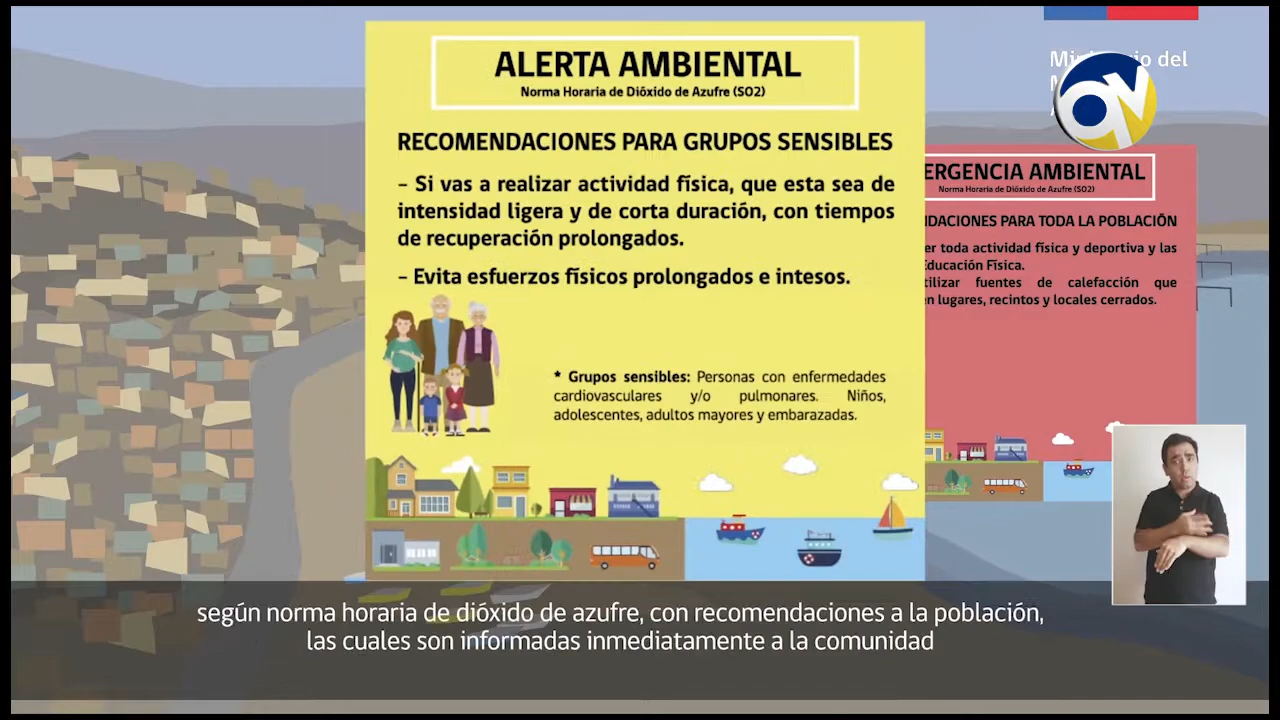 ALERTA AMBIENTAL
Norma Horaria de Dióxido de Azufre (SO2)
RECOMENDACIONES PARA GRUPOS SENSIBLES
– Si vas a realizar actividad física, que esta sea de
intensidad ligera y de corta duración, con tiempos
de recuperación prolongados.
– Evita esfuerzos físicos prolongados e intesos.
* Grupos sensibles: Personas con enfermedades
cardiovasculares y/o pulmonares. Niños,
adolescentes, adultos mayores y embarazadas.
del
ERGENCIA AMBIENTAL
Norma Horaria de Dióxido de Azufre (SO2)
NDACIONES PARA TODA LA POBLACIÓN
er toda actividad física y deportiva y las
Educación Física.
tilizar fuentes de calefacción que
en lugares, recintos y locales cerrados.
según norma horaria de dióxido de azufre, con recomendaciones a la población,
las cuales son informadas inmediatamente a la comunidad